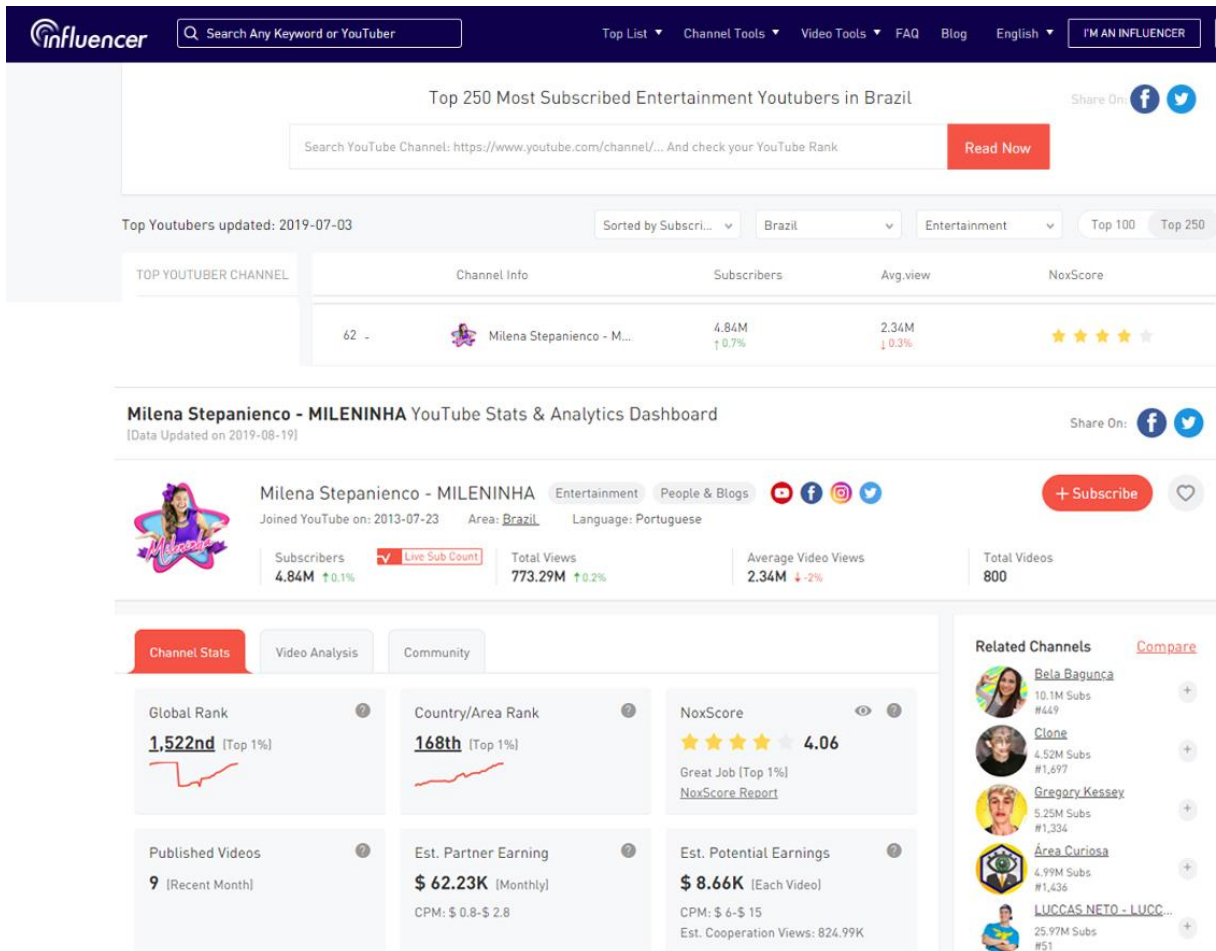 influencer
Search Any Keyword or YouTuber
Top List ▼ Channel Tools ▼ Video Tools ▼ FAQ Blog English ▼ I'M AN INFLUENCER
Top 250 Most Subscribed Entertainment Youtubers in Brazil
Share On:
Search YouTube Channel: https://www.youtube.com/channel/... And check your YouTube Rank
Read Now
Top Youtubers updated: 2019-07-03
Sorted by Subscri... Brazil Entertainment Top 100 Top 250
TOP YOUTUBER CHANNEL Channel Info Subscribers Avg.view NoxScore
62 - Milena Stepanienco - M... 4.84M 2.34M
↑ 0.7% ↓ 0.3%
Milena Stepanienco - MILENINHA YouTube Stats & Analytics Dashboard
[Data Updated on 2019-08-19]
Share On:
Mileninha
Milena Stepanienco - MILENINHA Entertainment People & Blogs
+ Subscribe
Joined YouTube on: 2013-07-23 Area: Brazil Language: Portuguese
Subscribers Live Sub Count Total Views Average Video Views Total Videos
4.84M ↑0.1% 773.29M ↑0.2% 2.34M ↓-2% 800
Channel Stats Video Analysis Community
Global Rank
1,522nd (Top 1%)
Country/Area Rank
168th (Top 1%)
NoxScore
4.06
Great Job (Top 1%)
NoxScore Report
Published Videos
9 (Recent Month)
Est. Partner Earning
$ 62.23K (Monthly)
CPM: $ 0.8-$ 2.8
Est. Potential Earnings
$ 8.66K (Each Video)
CPM: $ 6-$ 15
Est. Cooperation Views: 824.99K
Related Channels Compare
Bela Bagunça
10.1M Subs
#449
Clone
4.52M Subs
#1,697
Gregory Kessey
5.25M Subs
#1,334
Área Curiosa
4.99M Subs
#1,436
LUCCAS NETO - LUCC...
25.97M Subs
#51